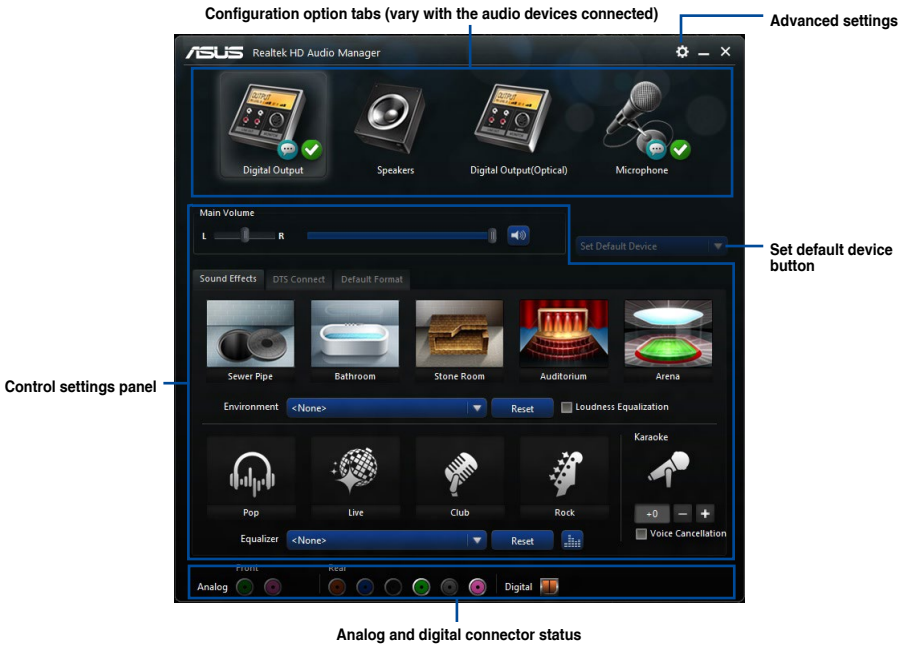 Configuration option tabs (vary with the audio devices connected)
Advanced settings
ASUS Realtek HD Audio Manager
Digital Output
Speakers
Digital Output(Optical)
Microphone
Main Volume
L R
Set Default Device
Set default device
button
Sound Effects DTS Connect Default Format
Sewer Pipe Bathroom Stone Room Auditorium Arena
Control settings panel
Environment <None> Reset Loudness Equalization
Karaoke
Pop Live Club Rock
+0
Equalizer <None> Reset Voice Cancellation
Front Rear
Analog Digital
Analog and digital connector status